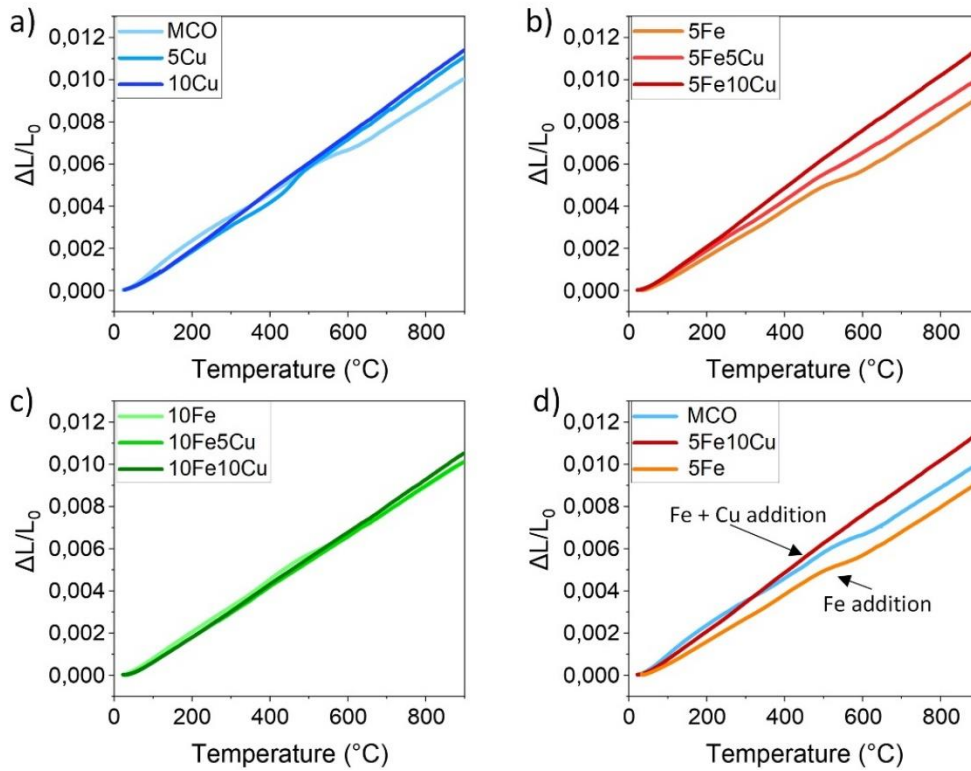 a)
MCO
5Cu
10Cu
0,012
0,010
0,008
0,006
0,004
0,002
0,000
ΔL/L₀
0 200 400 600 800
Temperature (°C)
b)
5Fe
5Fe5Cu
5Fe10Cu
0,012
0,010
0,008
0,006
0,004
0,002
0,000
ΔL/L₀
0 200 400 600 800
Temperature (°C)
c)
10Fe
10Fe5Cu
10Fe10Cu
0,012
0,010
0,008
0,006
0,004
0,002
0,000
ΔL/L₀
0 200 400 600 800
Temperature (°C)
d)
MCO
5Fe10Cu
5Fe
0,012
0,010
0,008
0,006
0,004
0,002
0,000
ΔL/L₀
Fe + Cu addition
Fe addition
0 200 400 600 800
Temperature (°C)